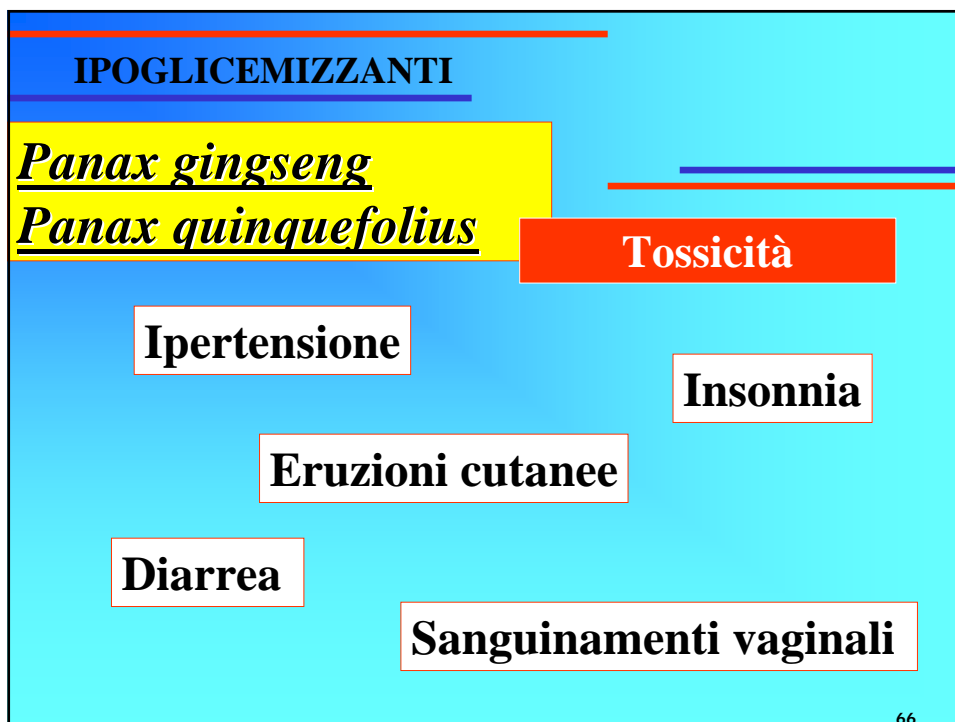 IPOGLICEMIZZANTI
Panax gingseng
Panax quinquefolius
Tossicità
Ipertensione
Insonnia
Eruzioni cutanee
Diarrea
Sanguinamenti vaginali
66